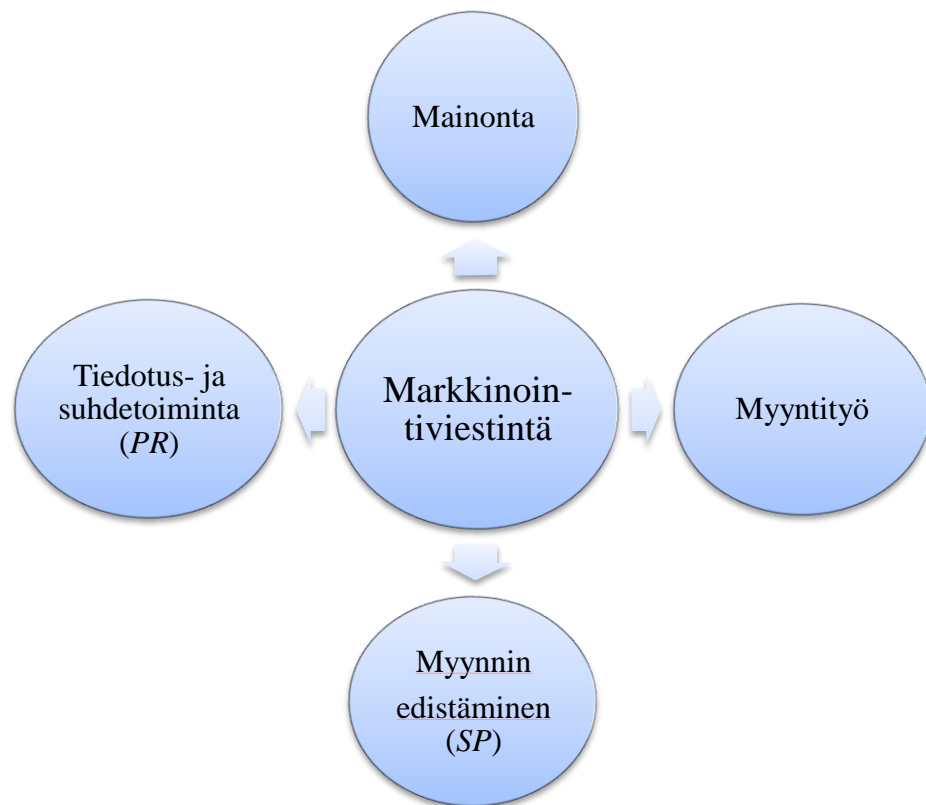 Mainonta
Tiedotus- ja
suhdetoiminta
(PR)
Markkinoin-
tiviestintä
Myyntityö
Myynnin
edistäminen
(SP)